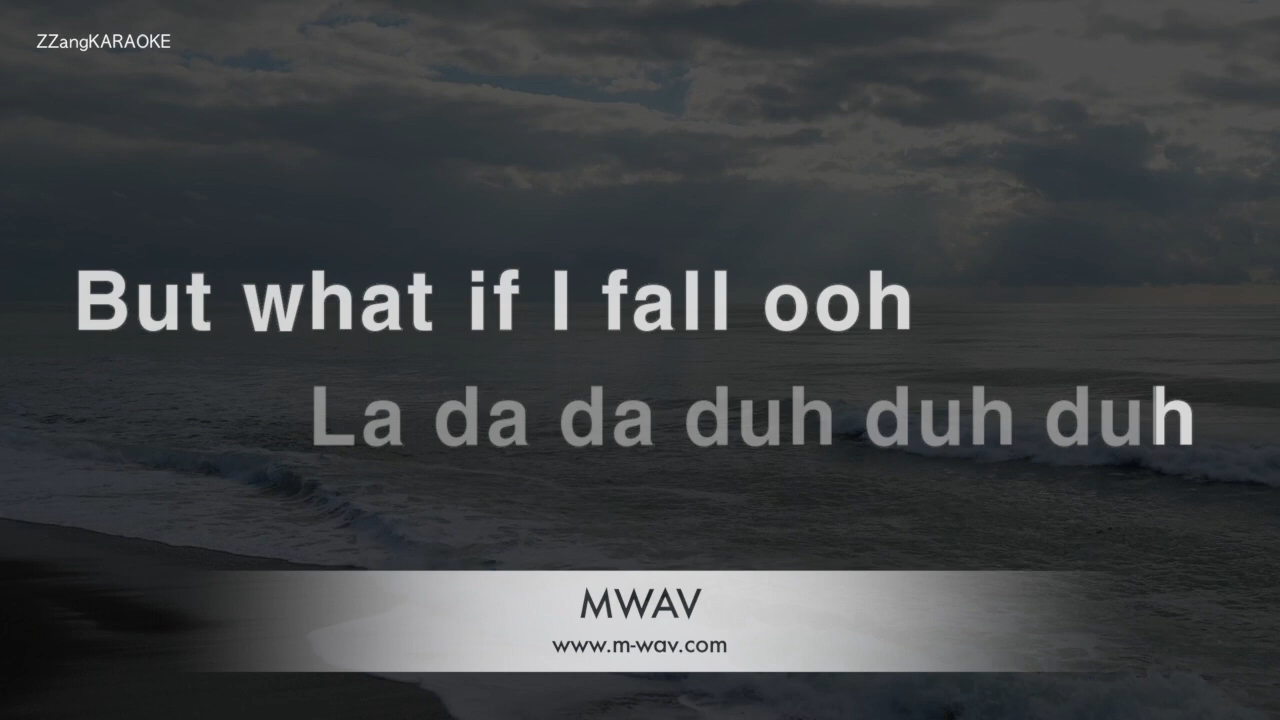 ZZangKARAOKE
But what if I fall ooh
La da da duh duh duh
MWAV
www.m-wav.com